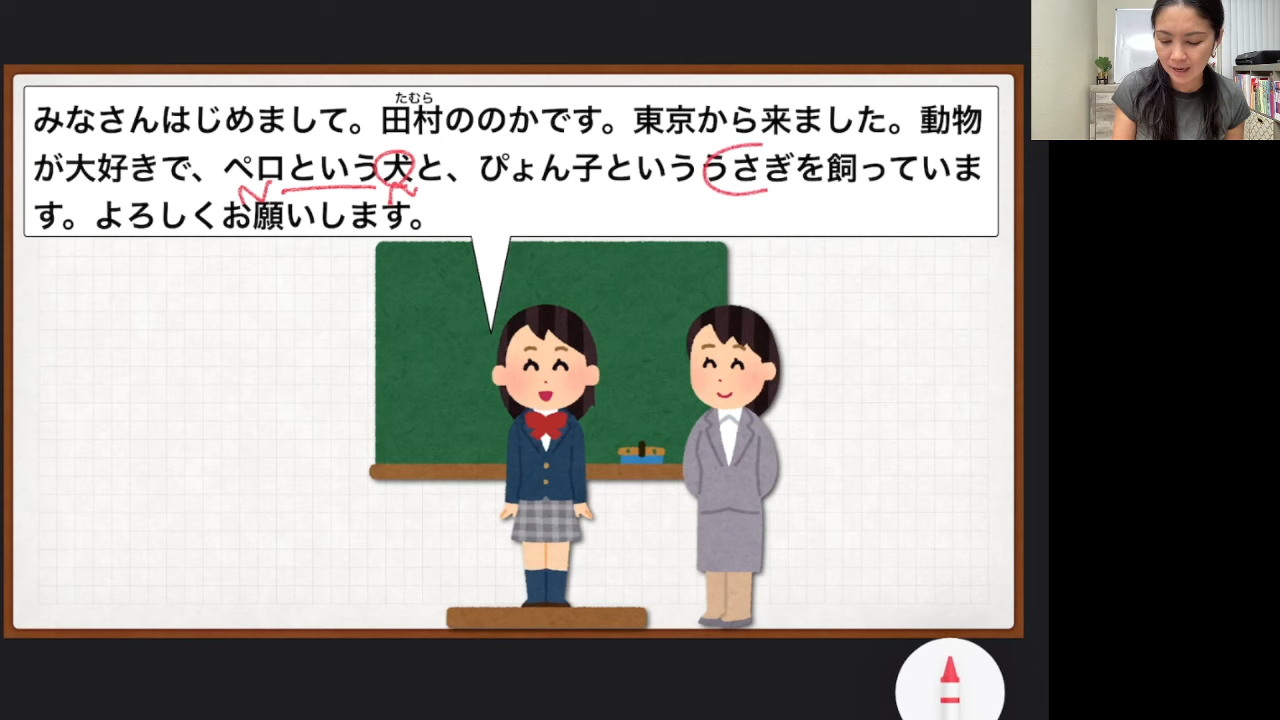 たむら
みなさんはじめまして。田村ののかです。東京から来ました。動物
が大好きで、ペロという犬と、ぴょん子といううさぎを飼っていま
N
N
す。よろしくお願いします。